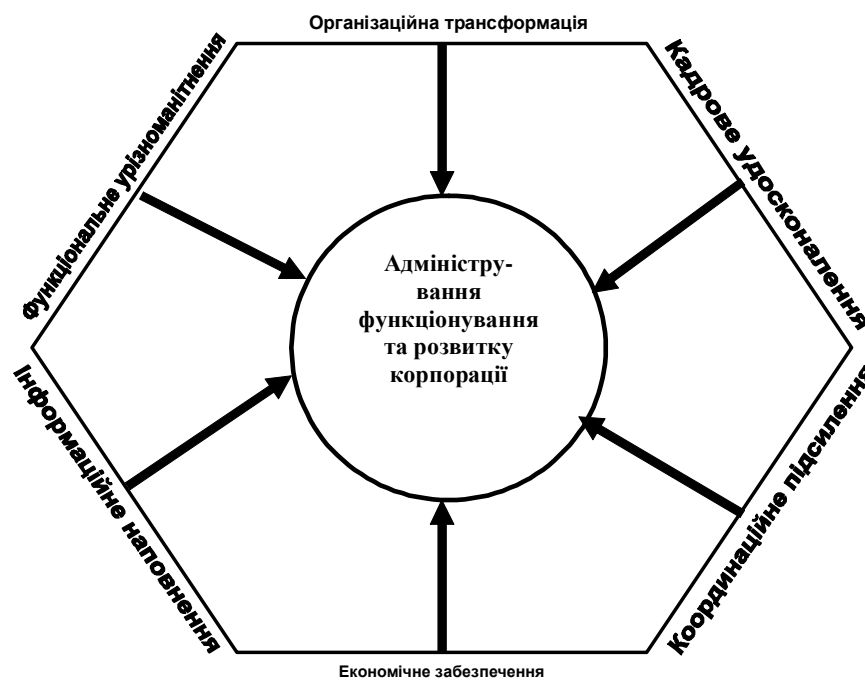 Організаційна трансформація
Функціональне урізноманітнення
Кадрове удосконалення
Адміністру-
вання
функціонування
та розвитку
корпорації
Інформаційне наповнення
Координаційне підсилення
Економічне забезпечення